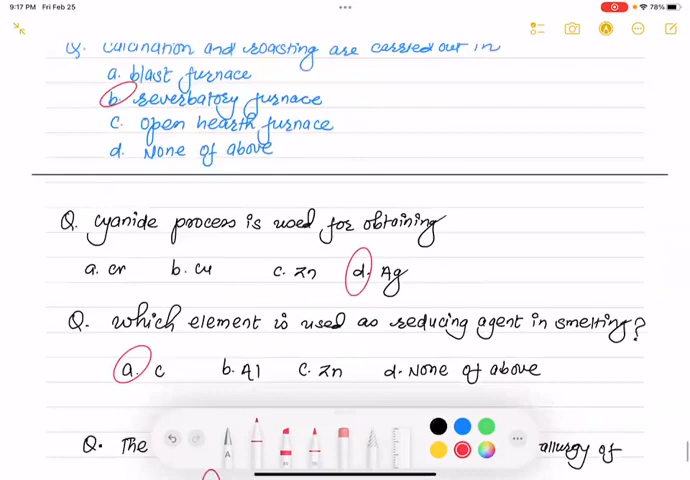 9:17 PM Fri Feb 25
78%
Q. Calcination and roasting are carried out in
a. blast furnace
b. reverbatory furnace
c. open hearth furnace
d. None of above
Q. Cyanide process is used for obtaining
a. cr b. cu c. Zn d. Ag
Q. Which element is used as reducing agent in smelting?
a. C b. Al c. Zn d. None of above
Q. The allurgy of
A